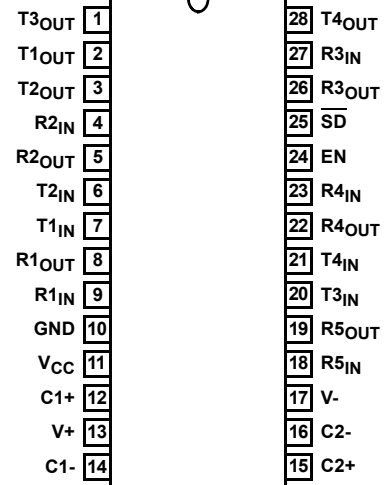 T3OUT 1 28 T4OUT
T1OUT 2 27 R3IN
T2OUT 3 26 R3OUT
R2IN 4 25 S̅D̅
R2OUT 5 24 EN
T2IN 6 23 R4IN
T1IN 7 22 R4OUT
R1OUT 8 21 T4IN
R1IN 9 20 T3IN
GND 10 19 R5OUT
VCC 11 18 R5IN
C1+ 12 17 V-
V+ 13 16 C2-
C1- 14 15 C2+